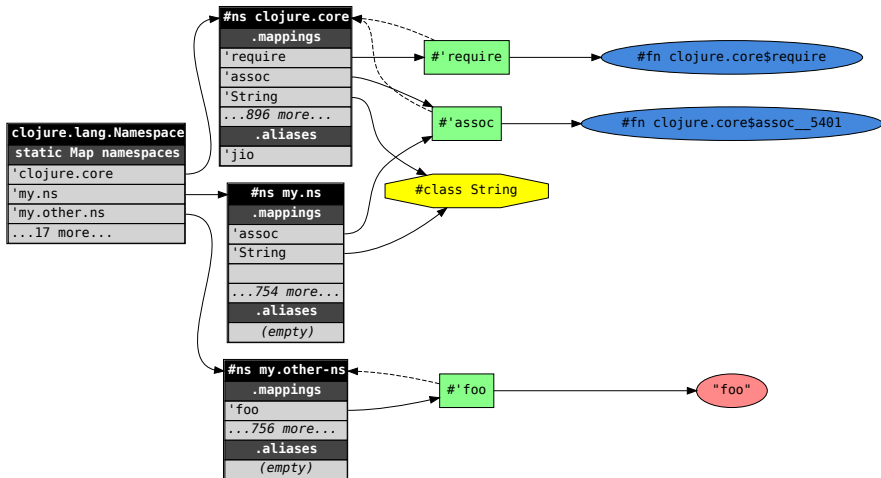 clojure.lang.Namespace
static Map namespaces
'clojure.core
'my.ns
'my.other.ns
...17 more...
#ns clojure.core
.mappings
'require
'assoc
'String
...896 more...
.aliases
'jio
#ns my.ns
.mappings
'assoc
'String
...754 more...
.aliases
(empty)
#ns my.other-ns
.mappings
'foo
...756 more...
.aliases
(empty)
#'require
#'assoc
#class String
#'foo
#fn clojure.core$require
#fn clojure.core$assoc__5401
"foo"